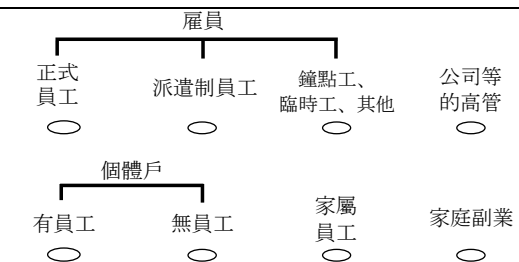 雇員
正式
員工
派遣制員工
鐘點工、
臨時工、其他
公司等
的高管
個體戶
有員工
無員工
家屬
員工
家庭副業